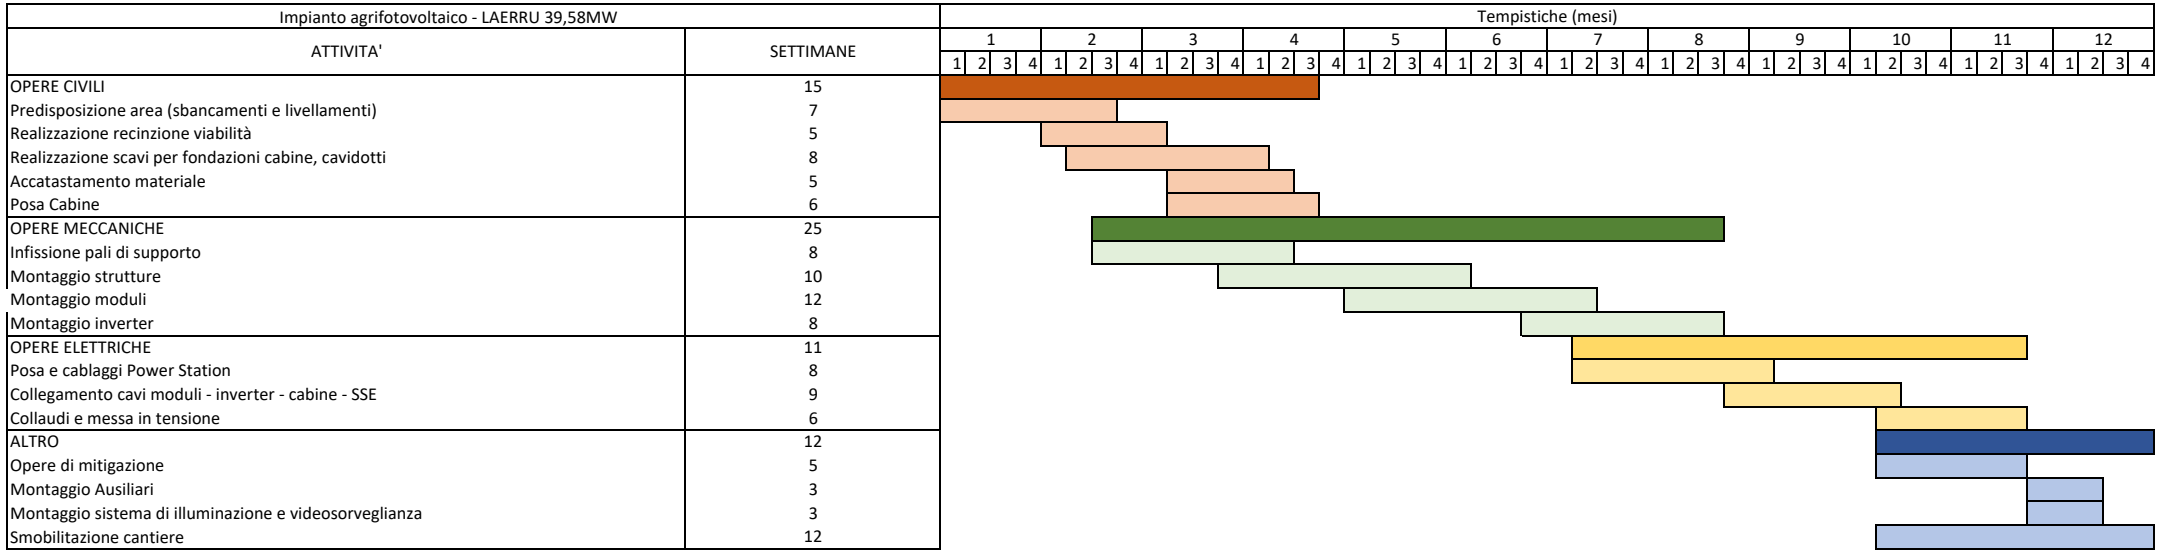 Impianto agrifotovoltaico - LAERRU 39,58MW Tempistiche (mesi)
ATTIVITA' SETTIMANE 1 2 3 4 5 6 7 8 9 10 11 12
1 2 3 4 1 2 3 4 1 2 3 4 1 2 3 4 1 2 3 4 1 2 3 4 1 2 3 4 1 2 3 4 1 2 3 4 1 2 3 4 1 2 3 4 1 2 3 4
OPERE CIVILI 15
Predisposizione area (sbancamenti e livellamenti) 7
Realizzazione recinzione viabilità 5
Realizzazione scavi per fondazioni cabine, cavidotti 8
Accatastamento materiale 5
Posa Cabine 6
OPERE MECCANICHE 25
Infissione pali di supporto 8
Montaggio strutture 10
Montaggio moduli 12
Montaggio inverter 8
OPERE ELETTRICHE 11
Posa e cablaggi Power Station 8
Collegamento cavi moduli - inverter - cabine - SSE 9
Collaudi e messa in tensione 6
ALTRO 12
Opere di mitigazione 5
Montaggio Ausiliari 3
Montaggio sistema di illuminazione e videosorveglianza 3
Smobilitazione cantiere 12